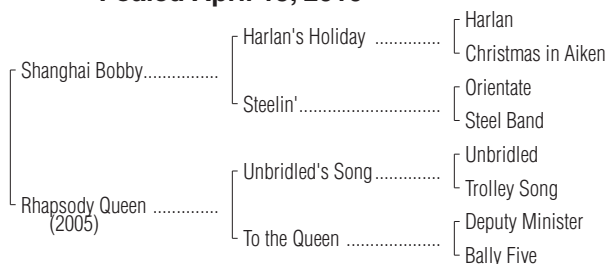 Foaled April
Harlan
Harlan's Holiday ..............
Christmas in Aiken
Shanghai Bobby................
Orientate
Steelin'..............................
Steel Band
Unbridled
Unbridled's Song..............
Trolley Song
Rhapsody Queen ..............
(2005)
Deputy Minister
To the Queen ....................
Bally Five